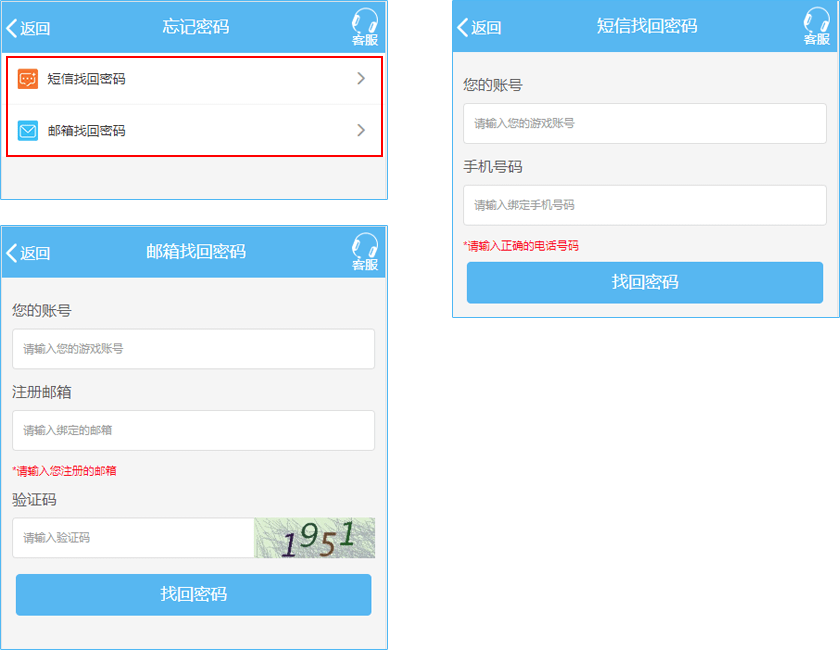 返回
忘记密码
客服
短信找回密码
邮箱找回密码
返回
短信找回密码
客服
您的账号
请输入您的游戏账号
手机号码
请输入绑定手机号码
*请输入正确的电话号码
找回密码
返回
邮箱找回密码
客服
您的账号
请输入您的游戏账号
注册邮箱
请输入绑定的邮箱
*请输入您注册的邮箱
验证码
请输入验证码
1951
找回密码